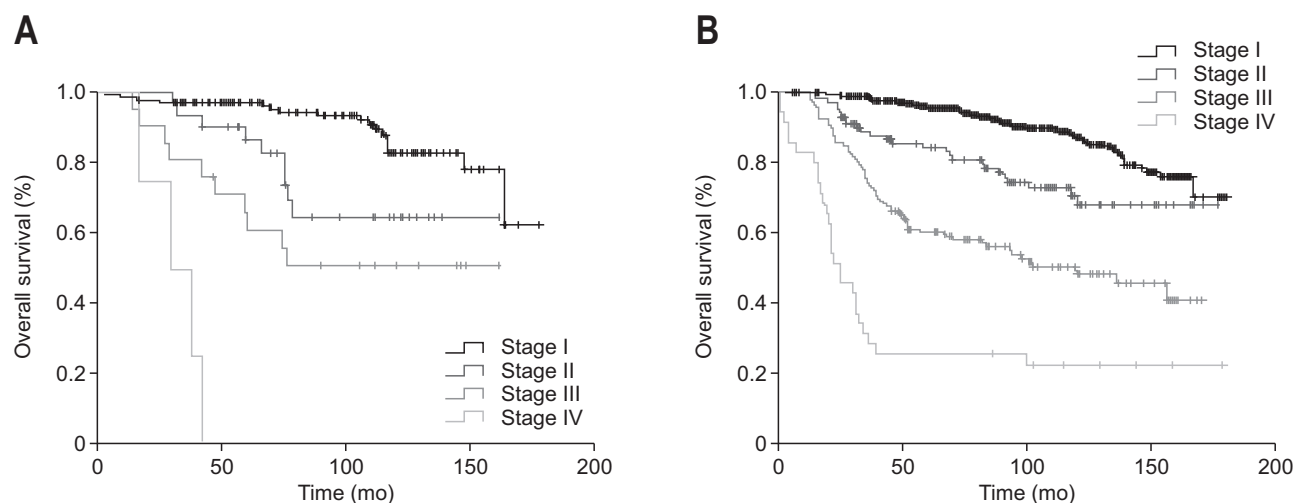 A
1.0
0.8
0.6
0.4
0.2
0
Overall survival (%)
0
50
100
150
200
Time (mo)
Stage I
Stage II
Stage III
Stage IV
B
Stage I
Stage II
Stage III
Stage IV
1.0
0.8
0.6
0.4
0.2
0
Overall survival (%)
0
50
100
150
200
Time (mo)